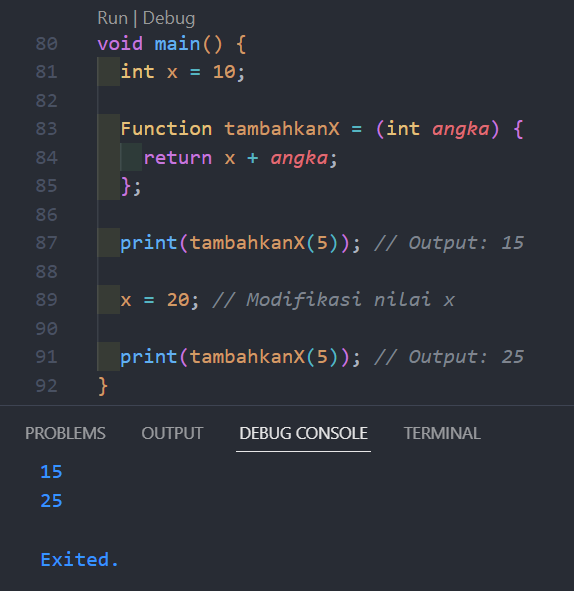 Run | Debug
80 void main() {
81 int x = 10;
82
83 Function tambahkanX = (int angka) {
84 return x + angka;
85 };
86
87 print(tambahkanX(5)); // Output: 15
88
89 x = 20; // Modifikasi nilai x
90
91 print(tambahkanX(5)); // Output: 25
92 }
PROBLEMS OUTPUT DEBUG CONSOLE TERMINAL
15
25
Exited.